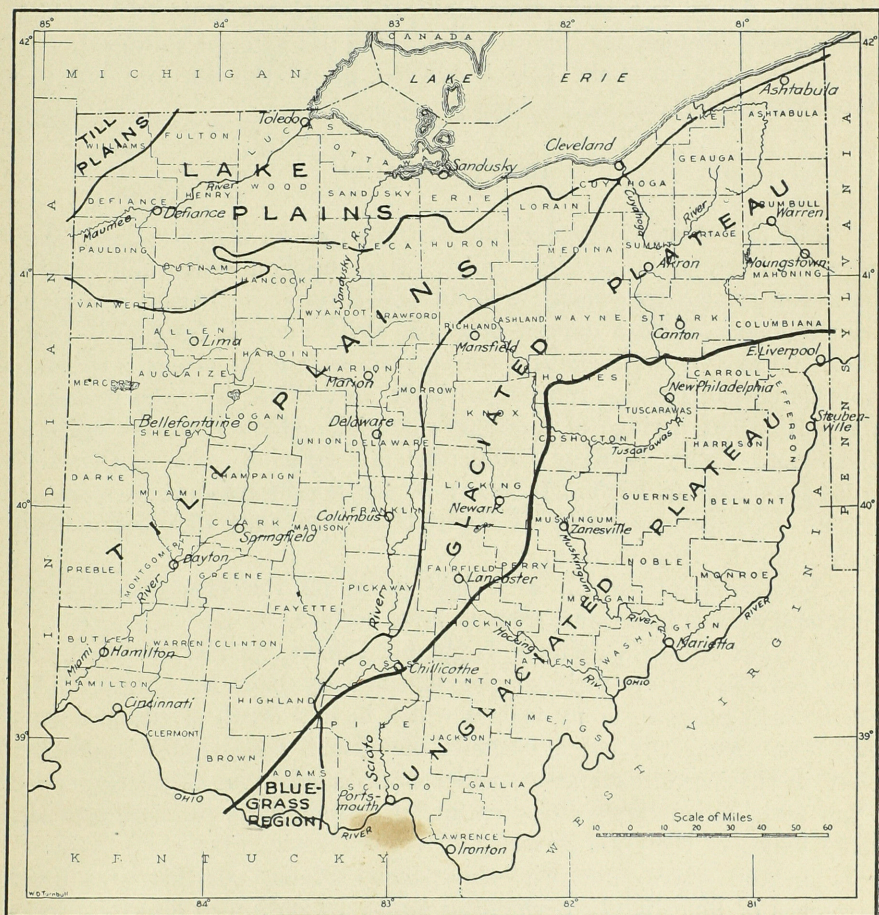 85°
84°
83°
82°
81°
42°
42°
CANADA
MICHIGAN
LAKE ERIE
Ashtabula
TILL PLAINS
WILLIAMS
FULTON
LUCAS
Toledo
OTTAWA
LAKE
ASHTABULA
Cleveland
GEAUGA
LAKE PLAINS
DEFIANCE
HENRY
River
WOOD
SANDUSKY
Sandusky
ERIE
LORAIN
CUYAHOGA
Cuyahoga
River
TRUMBULL
Warren
Maumee
Defiance
PAULDING
PUTNAM
SENECA
HURON
MEDINA
SUMMIT
PORTAGE
Akron
Youngstown
MAHONING
41°
41°
HANCOCK
Sandusky R.
VAN WERT
WYANDOT
CRAWFORD
RICHLAND
ASHLAND
WAYNE
STARK
COLUMBIANA
ALLEN
Lima
Mansfield
Canton
E. Liverpool
HARDIN
MERCER
AUGLAIZE
MARION
Marion
MORROW
HOLMES
CARROLL
New Philadelphia
JEFFERSON
Bellefontaine
LOGAN
SHELBY
Delaware
UNION
DELAWARE
KNOX
COSHOCTON
TUSCARAWAS
Tuscarawas R.
HARRISON
Steubenville
DARKE
CHAMPAIGN
MIAMI
LICKING
Newark
GUERNSEY
BELMONT
40°
40°
CLARK
Springfield
MADISON
FRANKLIN
Columbus
MUSKINGUM
Zanesville
Muskingum
PREBLE
MONTGOMERY
Dayton
River
GREENE
FAIRFIELD
PERRY
Lancaster
NOBLE
MONROE
PICKAWAY
FAYETTE
MORGAN
RIVER
River
River
HOCKING
Hocking
WASHINGTON
Marietta
BUTLER
WARREN
CLINTON
Miami
Hamilton
ROSS
Chillicothe
ATHENS
VINTON
Riv
OHIO
HAMILTON
Cincinnati
HIGHLAND
PIKE
MEIGS
CLERMONT
JACKSON
39°
39°
BROWN
ADAMS
Scioto
SCIOTO
GALLIA
OHIO
BLUE-
GRASS
REGION
Ports-
mouth
RIVER
LAWRENCE
Ironton
TILL PLAINS
GLACIATED PLATEAU
UNGLACIATED PLATEAU
INDIANA
PENNSYLVANIA
WEST VIRGINIA
KENTUCKY
Scale of Miles
10 0 10 20 30 40 50 60
W D Turnbull
84°
83°
82°
81°